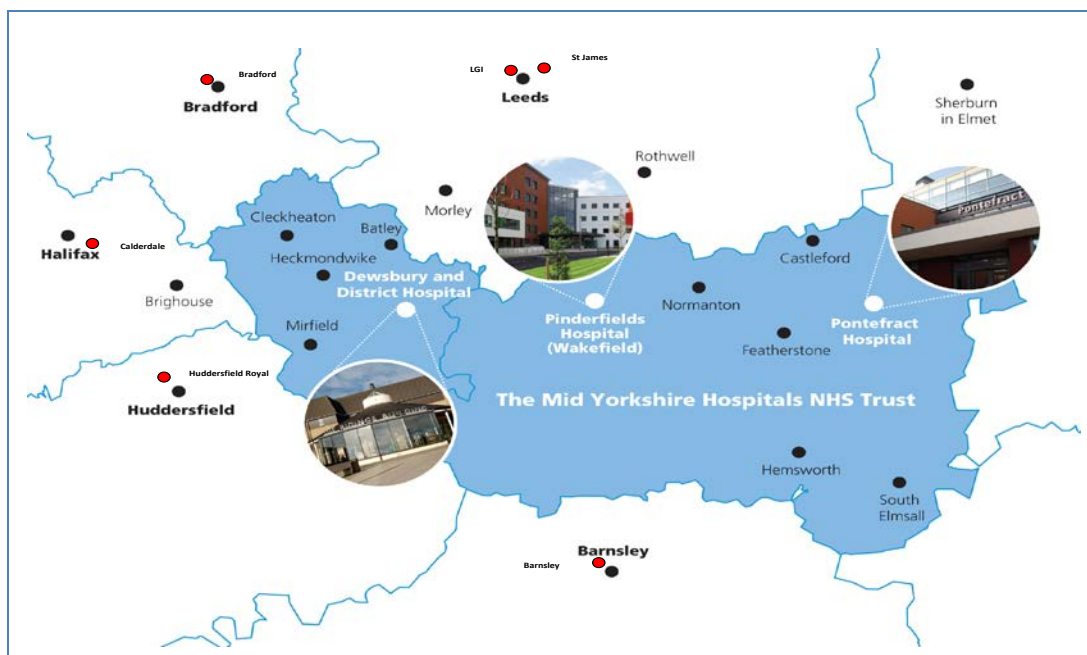 St James
LGI
Bradford
Bradford
Leeds
Sherburn
in Elmet
Rothwell
Morley
Pontefract
Cleckheaton
Batley
Halifax
Calderdale
Heckmondwike
Castleford
Dewsbury and
District Hospital
Brighouse
Normanton
Mirfield
Pinderfields
Hospital
(Wakefield)
Featherstone
Pontefract
Hospital
Huddersfield Royal
Huddersfield
The Mid Yorkshire Hospitals NHS Trust
Hemsworth
South
Elmsall
Barnsley
Barnsley